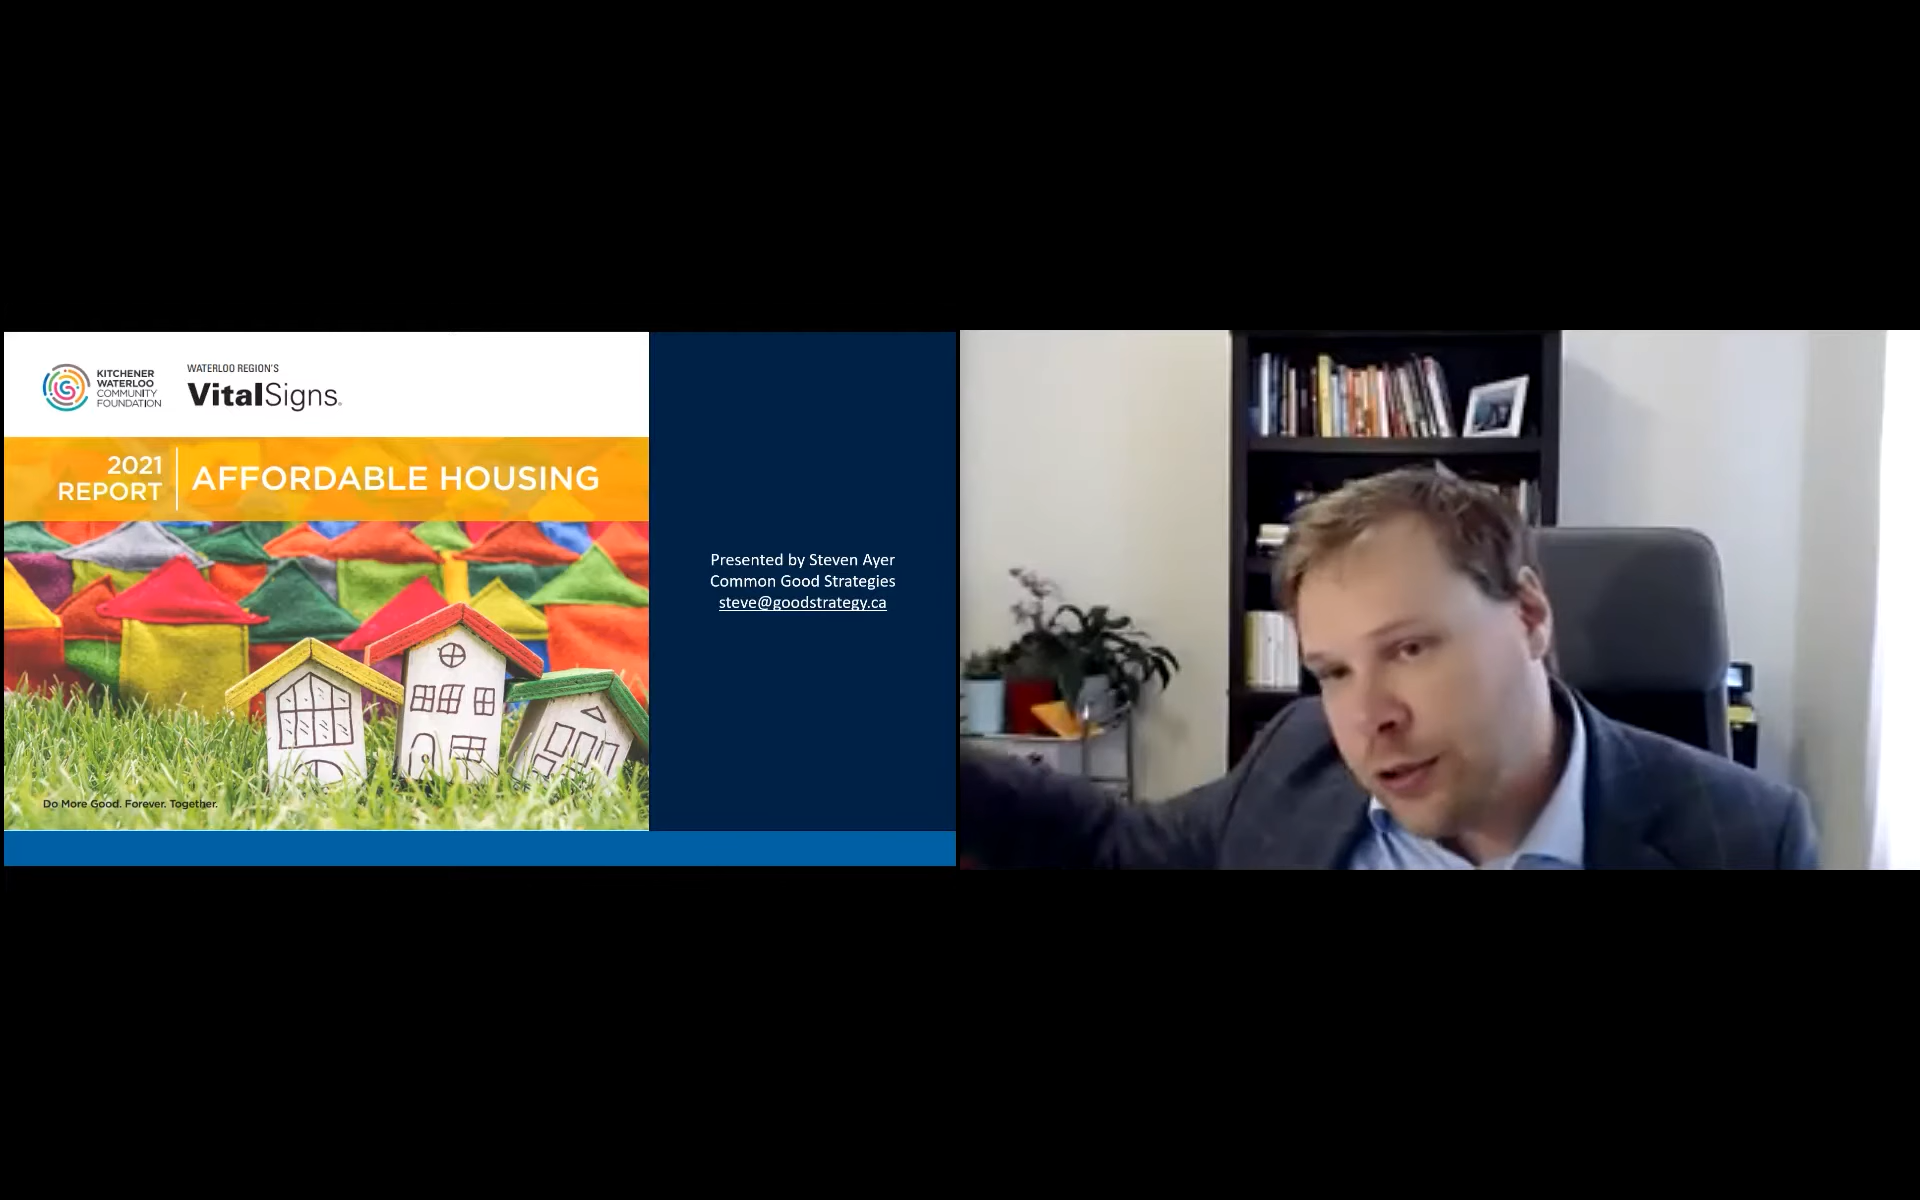 KITCHENER
WATERLOO
COMMUNITY
FOUNDATION
WATERLOO REGION'S
VitalSigns®
2021
REPORT
AFFORDABLE HOUSING
Presented by Steven Ayer
Common Good Strategies
steve@goodstrategy.ca
Do More Good. Forever. Together.